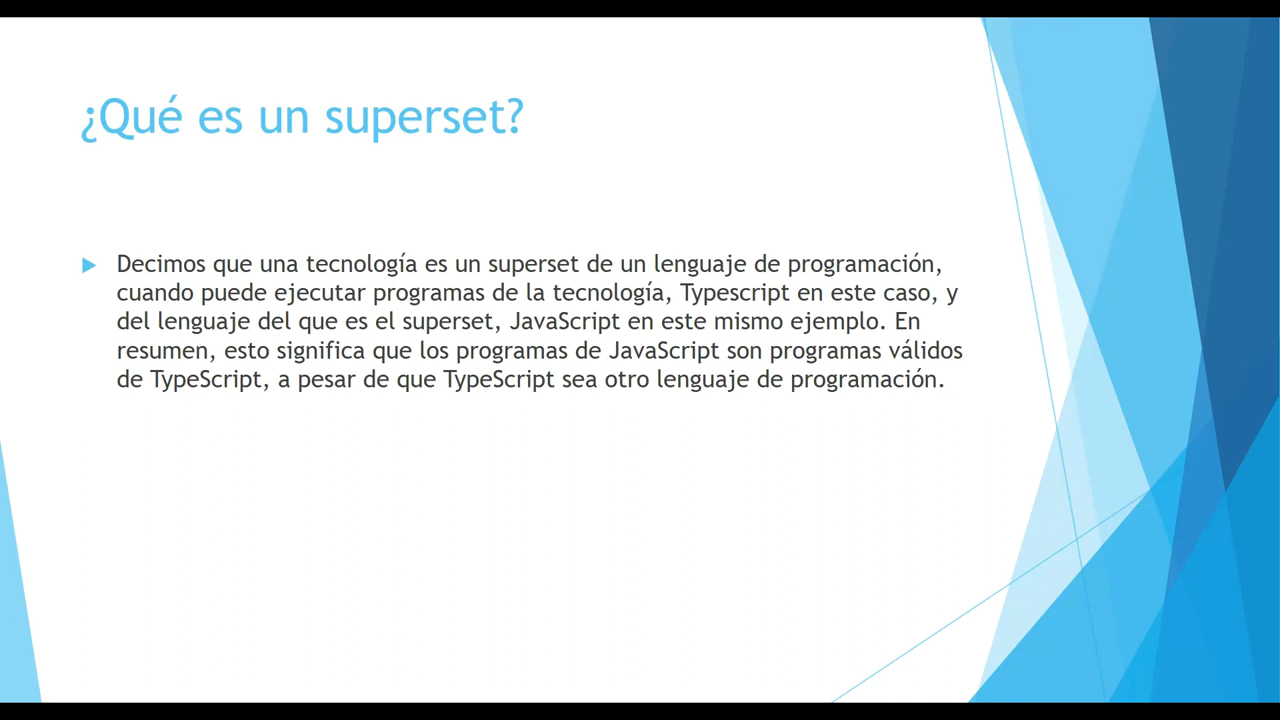 ¿Qué es un superset?
Decimos que una tecnología es un superset de un lenguaje de programación,
cuando puede ejecutar programas de la tecnología, Typescript en este caso, y
del lenguaje del que es el superset, JavaScript en este mismo ejemplo. En
resumen, esto significa que los programas de JavaScript son programas válidos
de TypeScript, a pesar de que TypeScript sea otro lenguaje de programación.